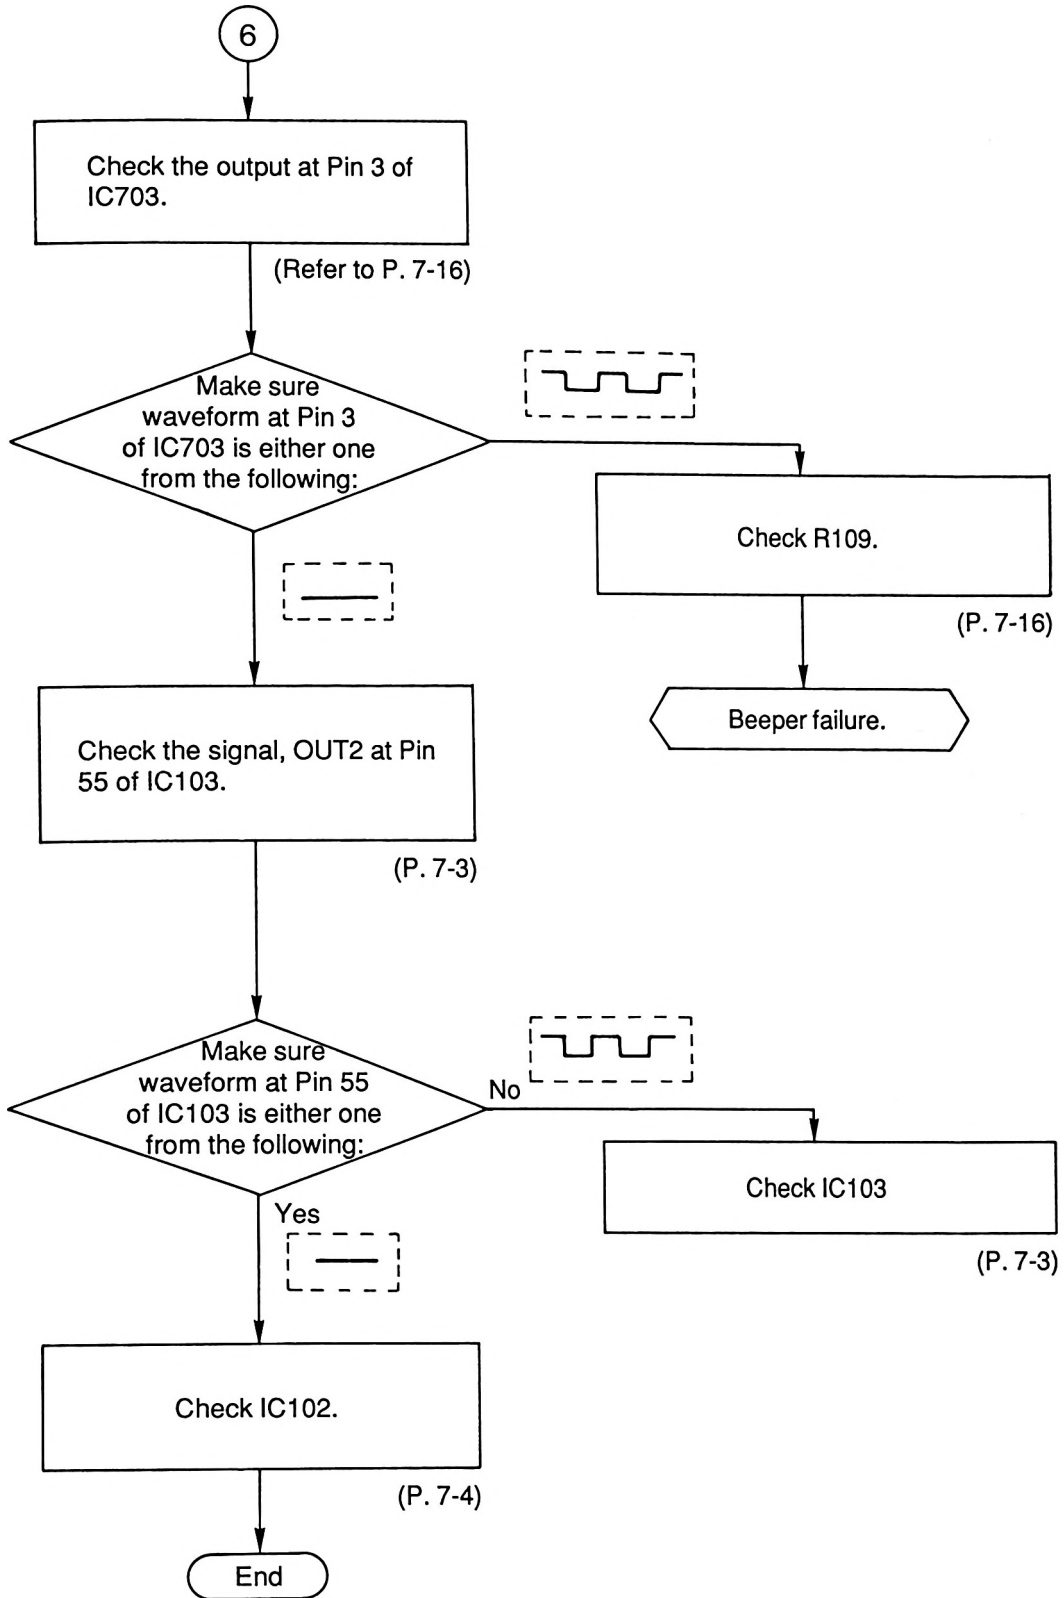 6
Check the output at Pin 3 of
IC703.
(Refer to P. 7-16)
Make sure
waveform at Pin 3
of IC703 is either one
from the following:
Check R109.
(P. 7-16)
Beeper failure.
Check the signal, OUT2 at Pin
55 of IC103.
(P. 7-3)
Make sure
waveform at Pin 55
of IC103 is either one
from the following:
No
Check IC103
(P. 7-3)
Yes
Check IC102.
(P. 7-4)
End